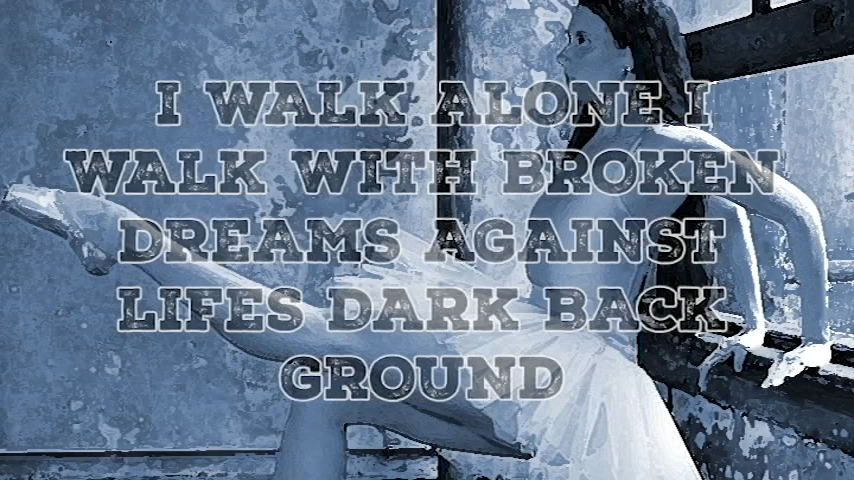 I WALK ALONE I
WALK WITH BROKEN
DREAMS AGAINST
LIFES DARK BACK
GROUND